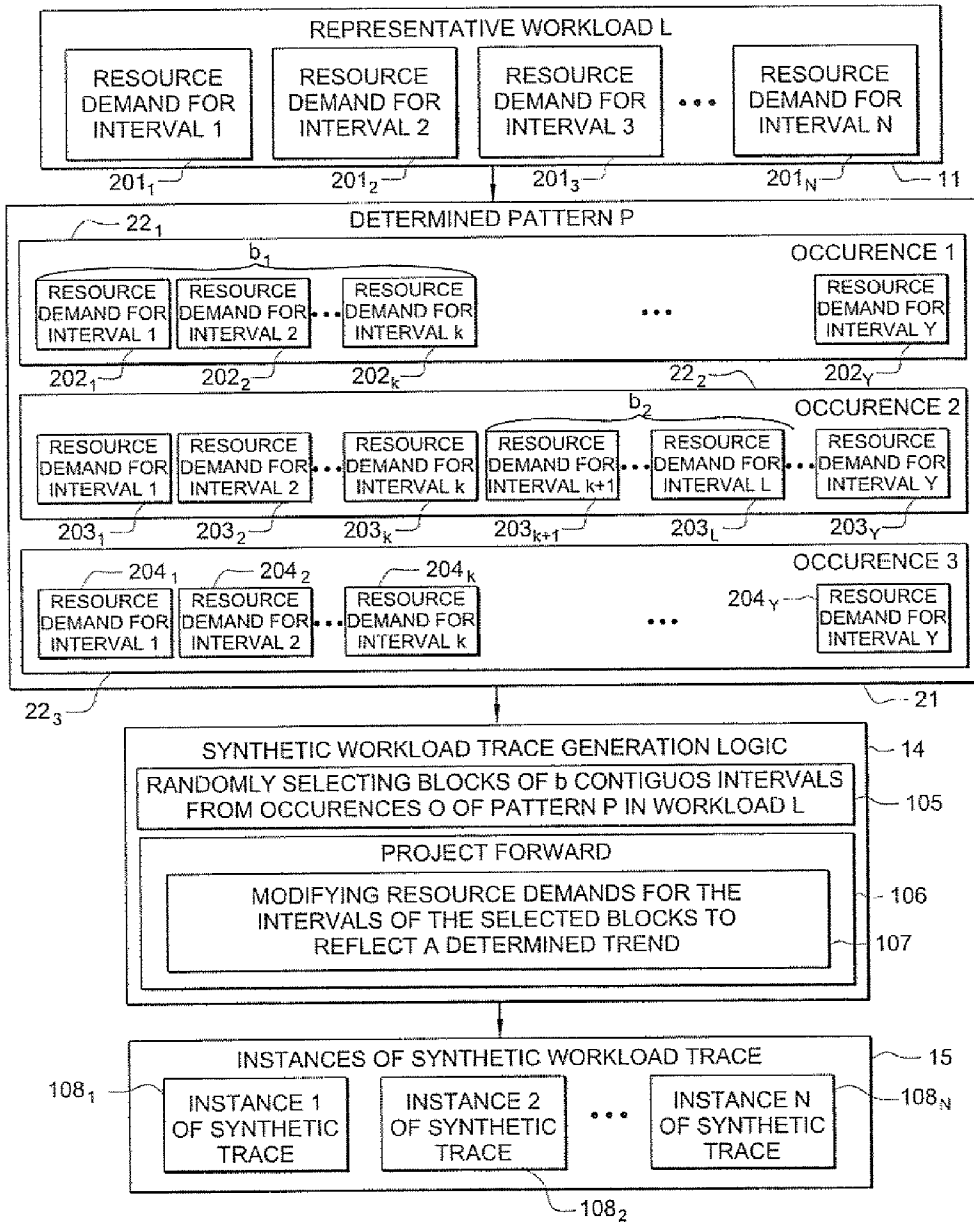 REPRESENTATIVE WORKLOAD L
RESOURCE DEMAND FOR INTERVAL 1
RESOURCE DEMAND FOR INTERVAL 2
RESOURCE DEMAND FOR INTERVAL 3
•••
RESOURCE DEMAND FOR INTERVAL N
201₁
201₂
201₃
201N
11
DETERMINED PATTERN P
22₁
b₁
OCCURENCE 1
RESOURCE DEMAND FOR INTERVAL 1
RESOURCE DEMAND FOR INTERVAL 2
•••
RESOURCE DEMAND FOR INTERVAL k
•••
RESOURCE DEMAND FOR INTERVAL Y
202₁
202₂
202k
202Y
22₂
b₂
OCCURENCE 2
RESOURCE DEMAND FOR INTERVAL 1
RESOURCE DEMAND FOR INTERVAL 2
•••
RESOURCE DEMAND FOR INTERVAL k
RESOURCE DEMAND FOR INTERVAL k+1
•••
RESOURCE DEMAND FOR INTERVAL L
•••
RESOURCE DEMAND FOR INTERVAL Y
203₁
203₂
203k
203k+1
203L
203Y
OCCURENCE 3
204₁
204₂
204k
204Y
RESOURCE DEMAND FOR INTERVAL 1
RESOURCE DEMAND FOR INTERVAL 2
•••
RESOURCE DEMAND FOR INTERVAL k
•••
RESOURCE DEMAND FOR INTERVAL Y
22₃
21
SYNTHETIC WORKLOAD TRACE GENERATION LOGIC
14
RANDOMLY SELECTING BLOCKS OF b CONTIGUOS INTERVALS
FROM OCCURENCES O OF PATTERN P IN WORKLOAD L
105
PROJECT FORWARD
106
MODIFYING RESOURCE DEMANDS FOR THE
INTERVALS OF THE SELECTED BLOCKS TO
REFLECT A DETERMINED TREND
107
INSTANCES OF SYNTHETIC WORKLOAD TRACE
15
108₁
INSTANCE 1 OF SYNTHETIC TRACE
INSTANCE 2 OF SYNTHETIC TRACE
•••
INSTANCE N OF SYNTHETIC TRACE
108N
108₂